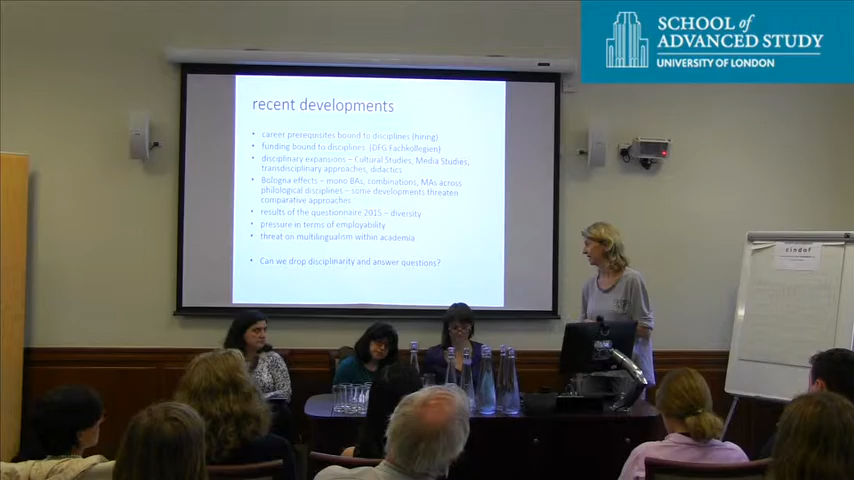 SCHOOL of
ADVANCED STUDY
UNIVERSITY OF LONDON
recent developments
• career prerequisites bound to disciplines (hiring)
• funding bound to disciplines (DFG Fachkollegien)
• disciplinary expansions – Cultural Studies, Media Studies,
transdisciplinary approaches, didactics
• Bologna effects – mono BAs, combinations, MAs across
philological disciplines – some developments threaten
comparative approaches
• results of the questionnaire 2015 – diversity
• pressure in terms of employability
• threat on multilingualism within academia
• Can we drop disciplinarity and answer questions?